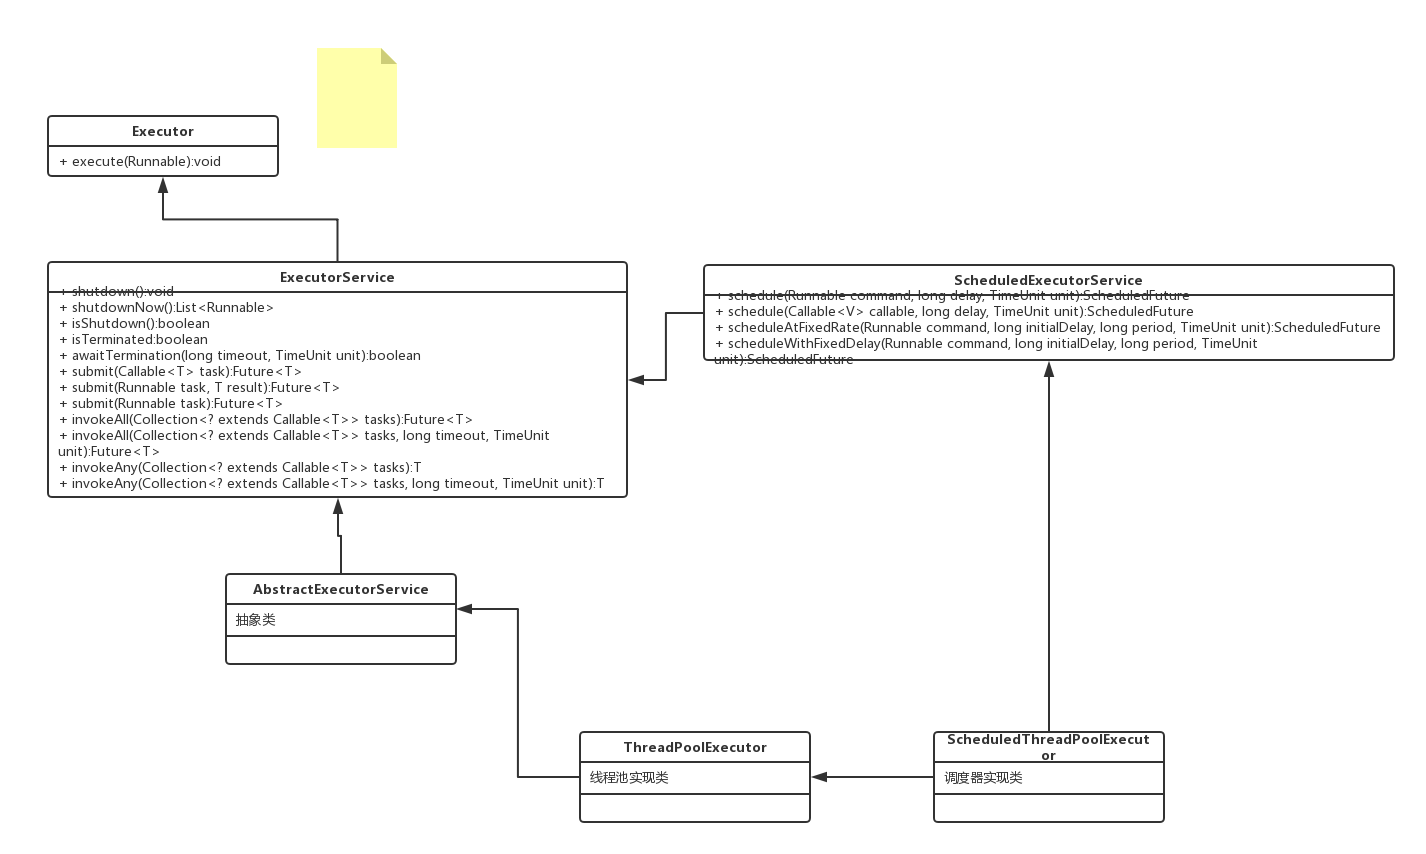 Executor
+ execute(Runnable):void
ExecutorService
+ shutdown():void
+ shutdownNow():List<Runnable>
+ isShutdown():boolean
+ isTerminated:boolean
+ awaitTermination(long timeout, TimeUnit unit):boolean
+ submit(Callable<T> task):Future<T>
+ submit(Runnable task, T result):Future<T>
+ submit(Runnable task):Future<T>
+ invokeAll(Collection<? extends Callable<T>> tasks):Future<T>
+ invokeAll(Collection<? extends Callable<T>> tasks, long timeout, TimeUnit
unit):Future<T>
+ invokeAny(Collection<? extends Callable<T>> tasks):T
+ invokeAny(Collection<? extends Callable<T>> tasks, long timeout, TimeUnit unit):T
ScheduledExecutorService
+ schedule(Runnable command, long delay, TimeUnit unit):ScheduledFuture
+ schedule(Callable<V> callable, long delay, TimeUnit unit):ScheduledFuture
+ scheduleAtFixedRate(Runnable command, long initialDelay, long period, TimeUnit unit):ScheduledFuture
+ scheduleWithFixedDelay(Runnable command, long initialDelay, long period, TimeUnit
unit):ScheduledFuture
AbstractExecutorService
抽象类
ThreadPoolExecutor
线程池实现类
ScheduledThreadPoolExecut
or
调度器实现类